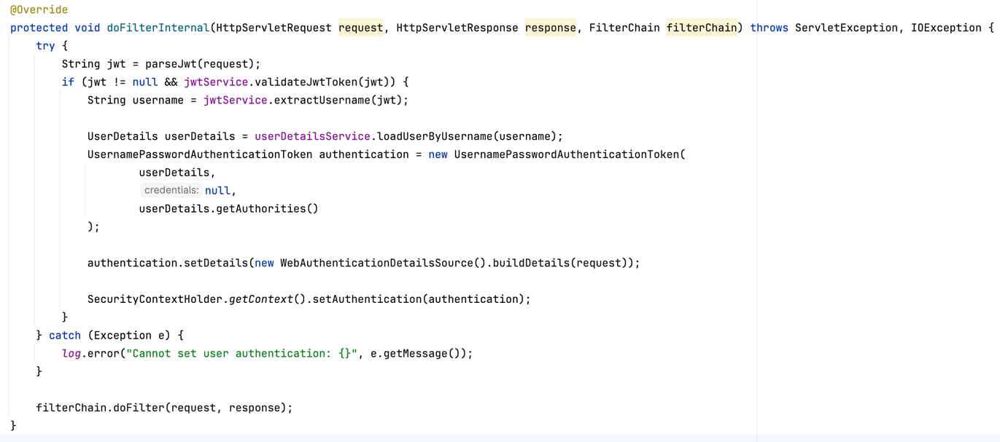 @Override
protected void doFilterInternal(HttpServletRequest request, HttpServletResponse response, FilterChain filterChain) throws ServletException, IOException {
    try {
        String jwt = parseJwt(request);
        if (jwt != null && jwtService.validateJwtToken(jwt)) {
            String username = jwtService.extractUsername(jwt);

            UserDetails userDetails = userDetailsService.loadUserByUsername(username);
            UsernamePasswordAuthenticationToken authentication = new UsernamePasswordAuthenticationToken(
                    userDetails,
                    credentials: null,
                    userDetails.getAuthorities()
            );

            authentication.setDetails(new WebAuthenticationDetailsSource().buildDetails(request));

            SecurityContextHolder.getContext().setAuthentication(authentication);
        }
    } catch (Exception e) {
        log.error("Cannot set user authentication: {}", e.getMessage());
    }

    filterChain.doFilter(request, response);
}